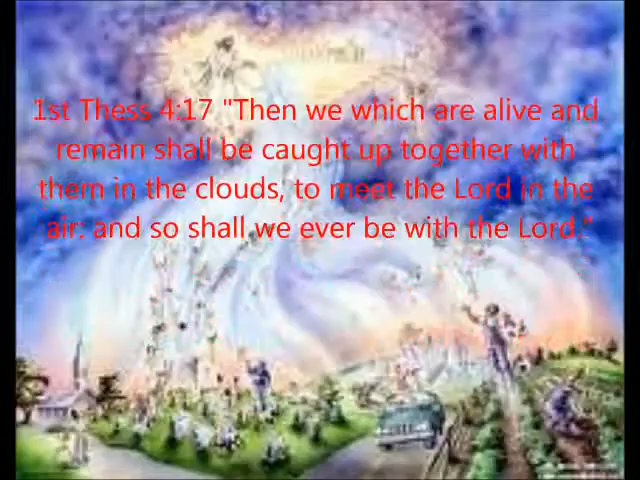 1st Thess 4:17 "Then we which are alive and
remain shall be caught up together with
them in the clouds, to meet the Lord in the
air: and so shall we ever be with the Lord."